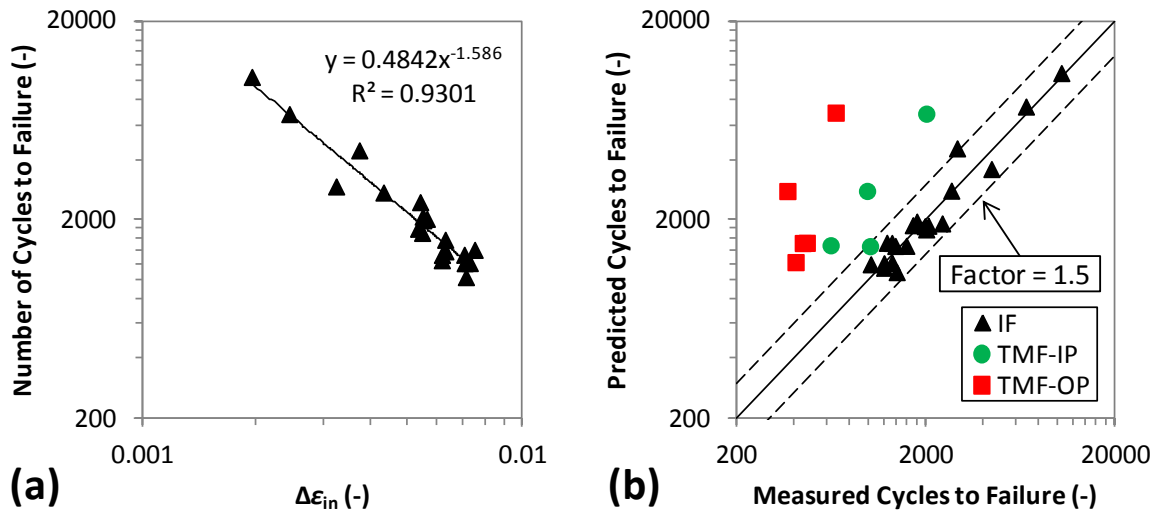 Number of Cycles to Failure (-)
20000
2000
200
y = 0.4842x^-1.586
R² = 0.9301
0.001
0.01
(a)
Δε_in (-)
Predicted Cycles to Failure (-)
20000
2000
200
Factor = 1.5
IF
TMF-IP
TMF-OP
200
2000
20000
(b)
Measured Cycles to Failure (-)